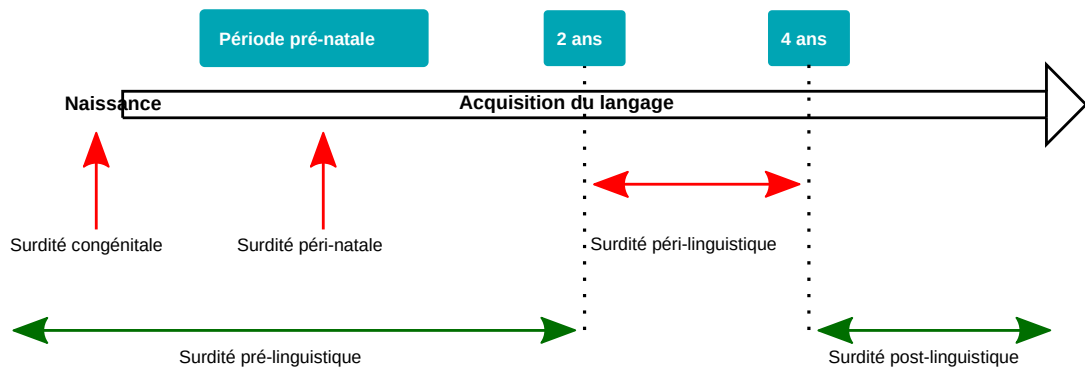 Période pré-natale
2 ans
4 ans
Naissance
Acquisition du langage
Surdité congénitale
Surdité péri-natale
Surdité péri-linguistique
Surdité pré-linguistique
Surdité post-linguistique